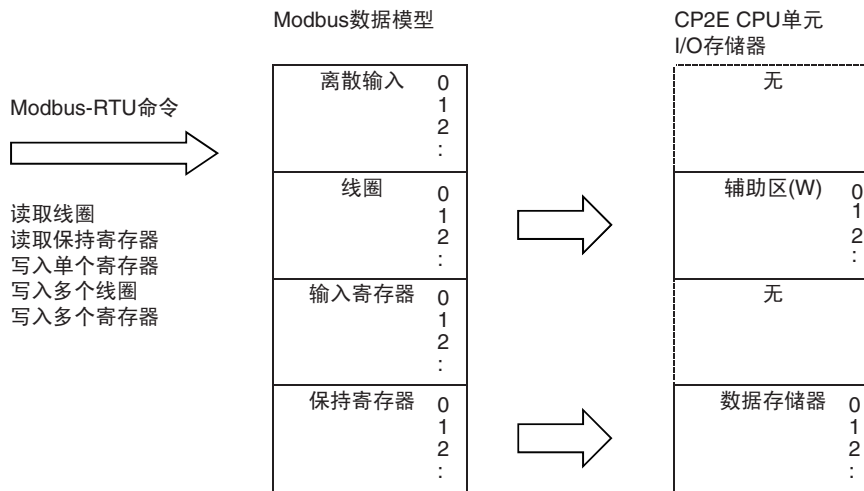 Modbus数据模型
CP2E CPU单元
I/O存储器
Modbus-RTU命令
读取线圈
读取保持寄存器
写入单个寄存器
写入多个线圈
写入多个寄存器
离散输入 0
1
2
:
线圈 0
1
2
:
输入寄存器 0
1
2
:
保持寄存器 0
1
2
:
无
辅助区(W) 0
1
2
:
无
数据存储器 0
1
2
: